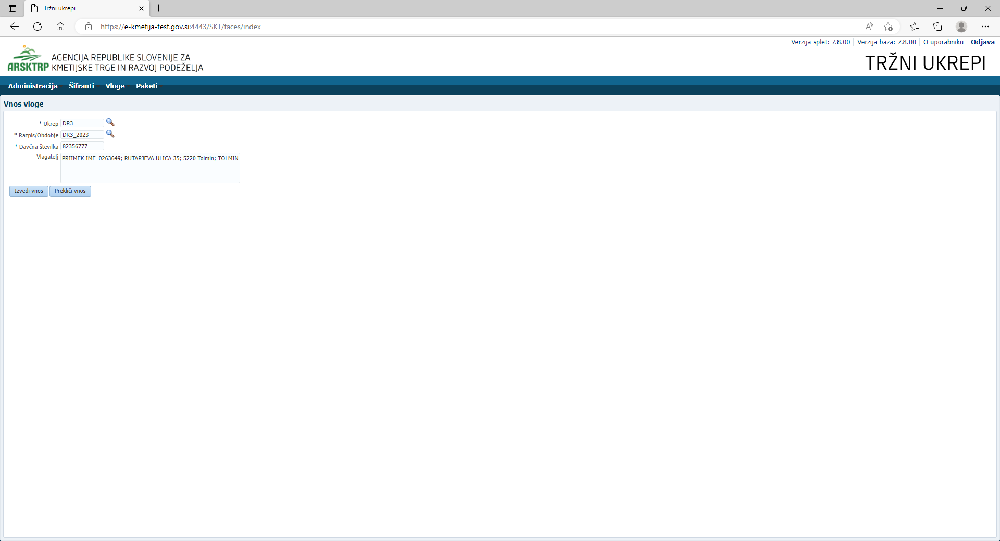 Tržni ukrepi
https://e-kmetija-test.gov.si:4443/SKT/faces/index
Verzija splet: 7.8.00
Verzija baza: 7.8.00
O uporabniku
Odjava
ARSKTRP
AGENCIJA REPUBLIKE SLOVENIJE ZA
KMETIJSKE TRGE IN RAZVOJ PODEŽELJA
TRŽNI UKREPI
Administracija
Šifranti
Vloge
Paketi
Vnos vloge
* Ukrep DR3
* Razpis/Obdobje DR3_2023
* Davčna številka 82356777
Vlagatelj PRIIMEK IME_0263649; RUTARJEVA ULICA 35; 5220 Tolmin; TOLMIN
Izvedi vnos
Prekliči vnos